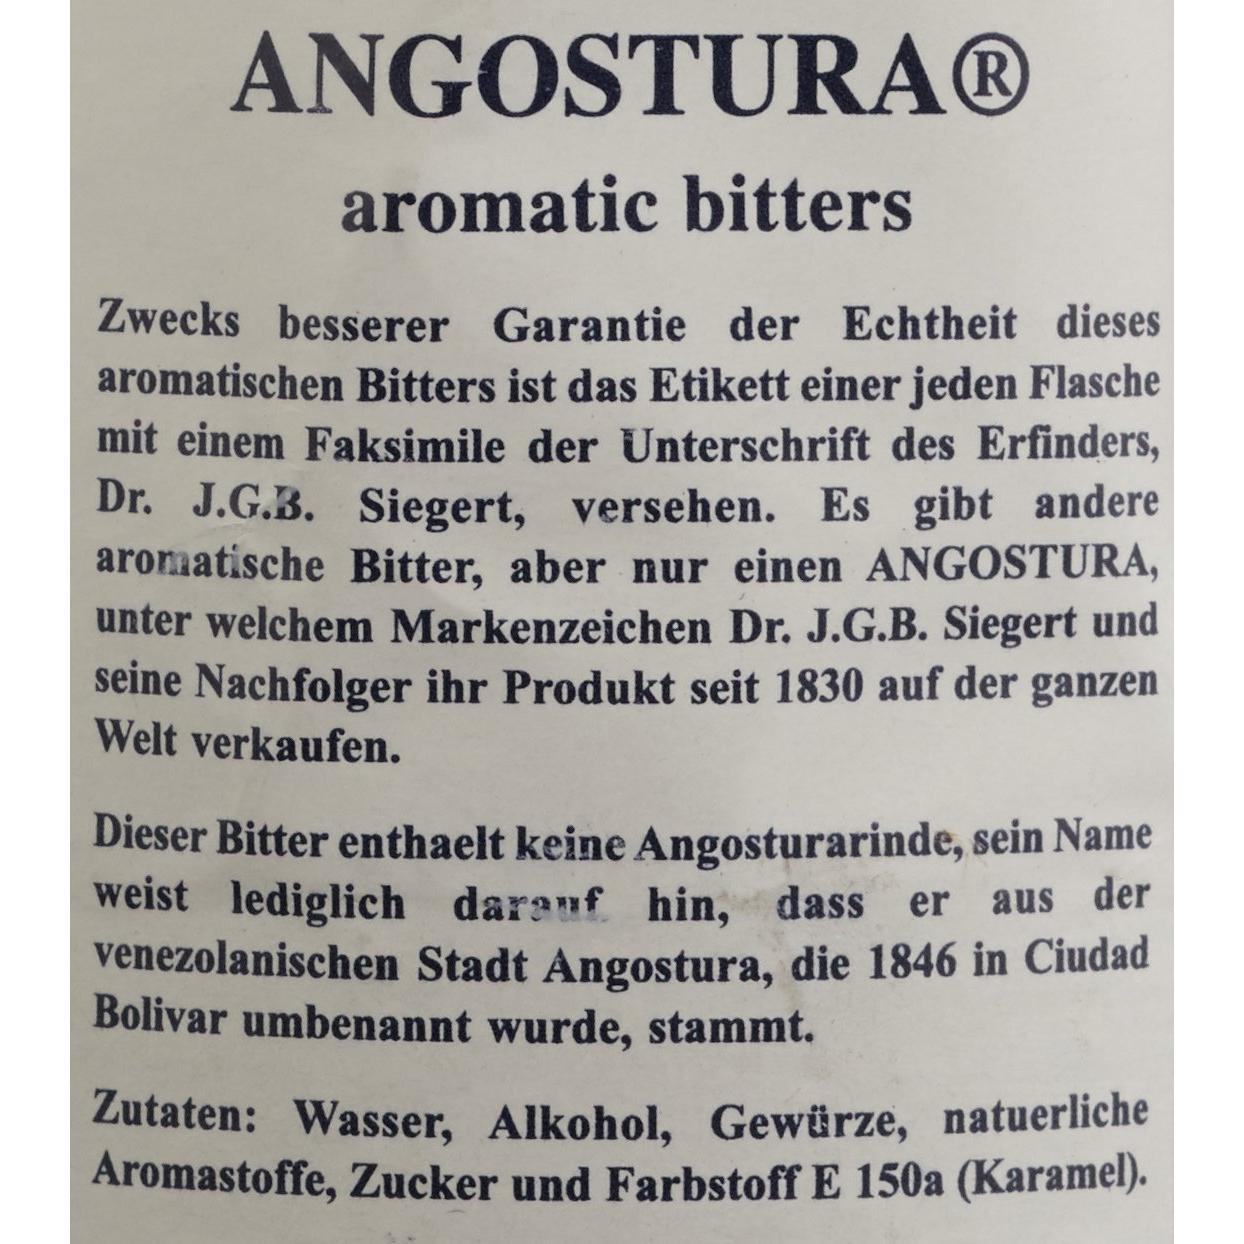 ANGOSTURA®
aromatic bitters
Zwecks besserer Garantie der Echtheit dieses
aromatischen Bitters ist das Etikett einer jeden Flasche
mit einem Faksimile der Unterschrift des Erfinders,
Dr. J.G.B. Siegert, versehen. Es gibt andere
aromatische Bitter, aber nur einen ANGOSTURA,
unter welchem Markenzeichen Dr. J.G.B. Siegert und
seine Nachfolger ihr Produkt seit 1830 auf der ganzen
Welt verkaufen.
Dieser Bitter enthaelt keine Angosturarinde, sein Name
weist lediglich darauf hin, dass er aus der
venezolanischen Stadt Angostura, die 1846 in Ciudad
Bolivar umbenannt wurde, stammt.
Zutaten: Wasser, Alkohol, Gewürze, natuerliche
Aromastoffe, Zucker und Farbstoff E 150a (Karamel).